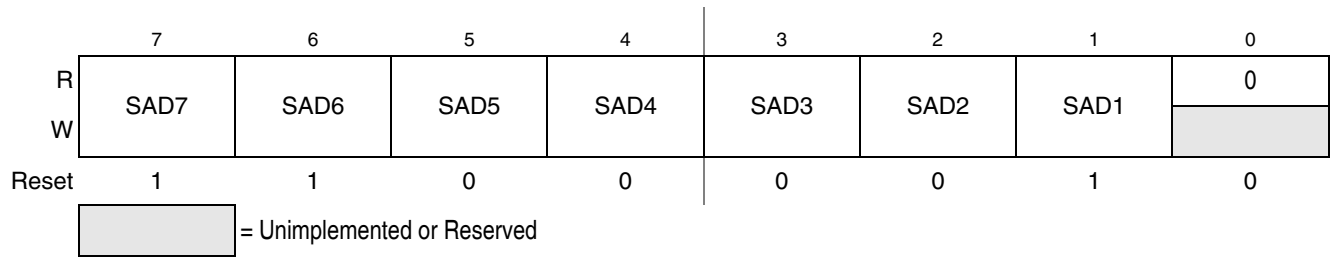 7 6 5 4 3 2 1 0
R 0
SAD7 SAD6 SAD5 SAD4 SAD3 SAD2 SAD1
W
Reset 1 1 0 0 0 0 1 0
= Unimplemented or Reserved